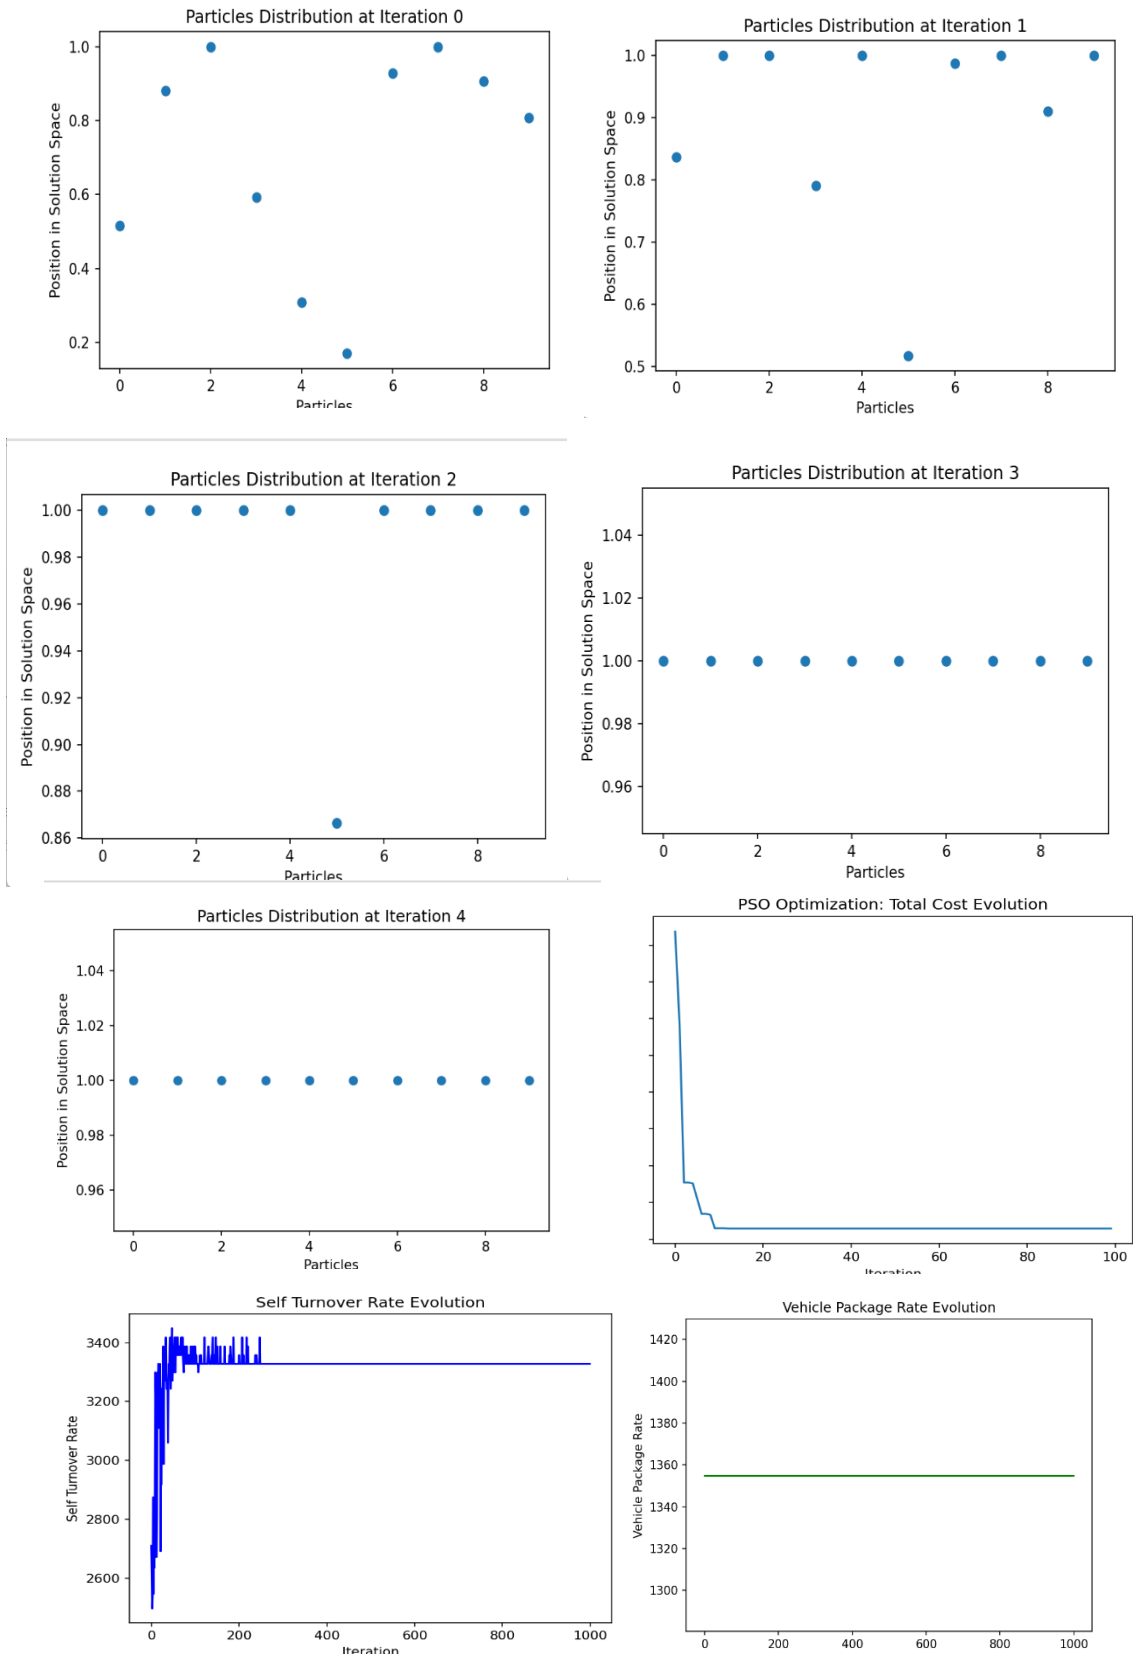 Particles Distribution at Iteration 0
Position in Solution Space
1.0
0.8
0.6
0.4
0.2
0 2 4 6 8
Particles
Particles Distribution at Iteration 1
Position in Solution Space
1.0
0.9
0.8
0.7
0.6
0.5
0 2 4 6 8
Particles
Particles Distribution at Iteration 2
Position in Solution Space
1.00
0.98
0.96
0.94
0.92
0.90
0.88
0.86
0 2 4 6 8
Particles
Particles Distribution at Iteration 3
Position in Solution Space
1.04
1.02
1.00
0.98
0.96
0 2 4 6 8
Particles
Particles Distribution at Iteration 4
Position in Solution Space
1.04
1.02
1.00
0.98
0.96
0 2 4 6 8
Particles
PSO Optimization: Total Cost Evolution
0 20 40 60 80 100
Iteration
Self Turnover Rate Evolution
Self Turnover Rate
3400
3200
3000
2800
2600
0 200 400 600 800 1000
Iteration
Vehicle Package Rate Evolution
Vehicle Package Rate
1420
1400
1380
1360
1340
1320
1300
0 200 400 600 800 1000